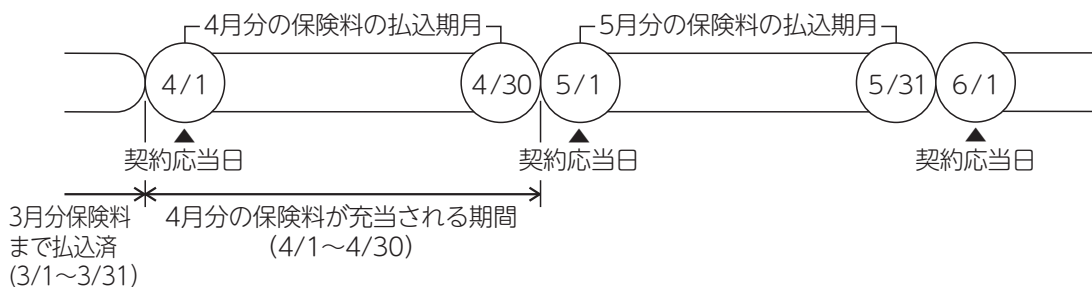 4月分の保険料の払込期月
5月分の保険料の払込期月
4/1
4/30
5/1
5/31
6/1
契約応当日
契約応当日
契約応当日
3月分保険料
まで払込済
(3/1〜3/31)
4月分の保険料が充当される期間
(4/1〜4/30)